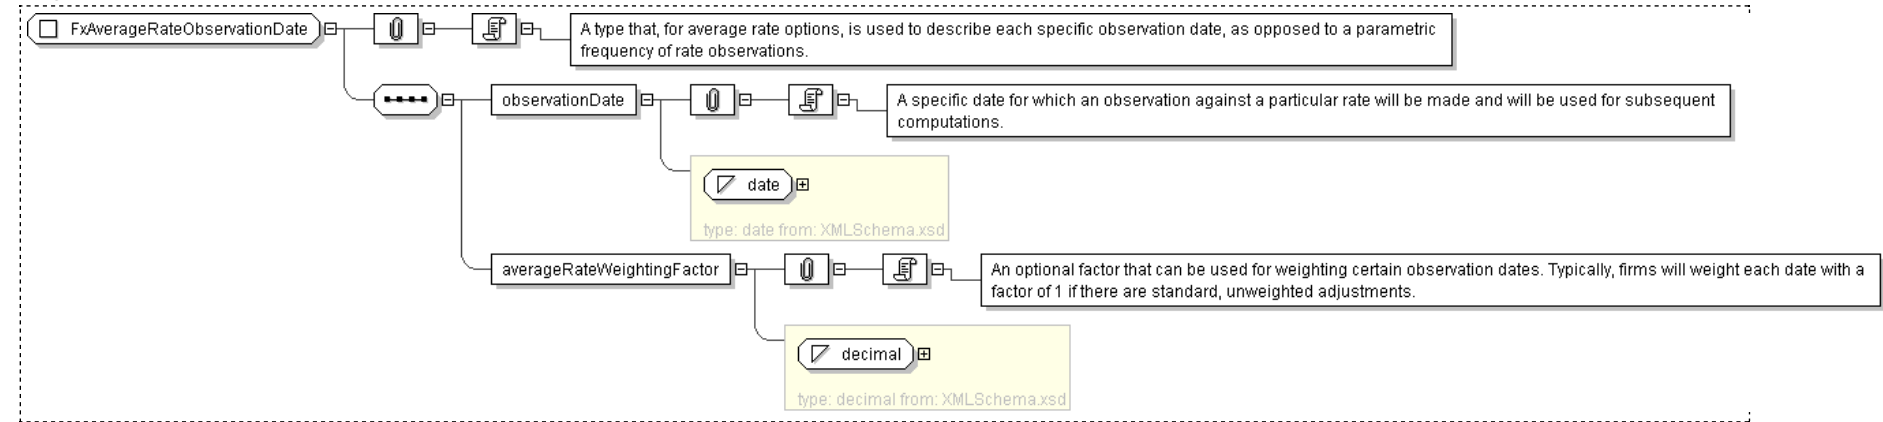 FxAverageRateObservationDate
A type that, for average rate options, is used to describe each specific observation date, as opposed to a parametric
frequency of rate observations.
observationDate
A specific date for which an observation against a particular rate will be made and will be used for subsequent
computations.
date
type: date from: XMLSchema.xsd
averageRateWeightingFactor
An optional factor that can be used for weighting certain observation dates. Typically, firms will weight each date with a
factor of 1 if there are standard, unweighted adjustments.
decimal
type: decimal from: XMLSchema.xsd